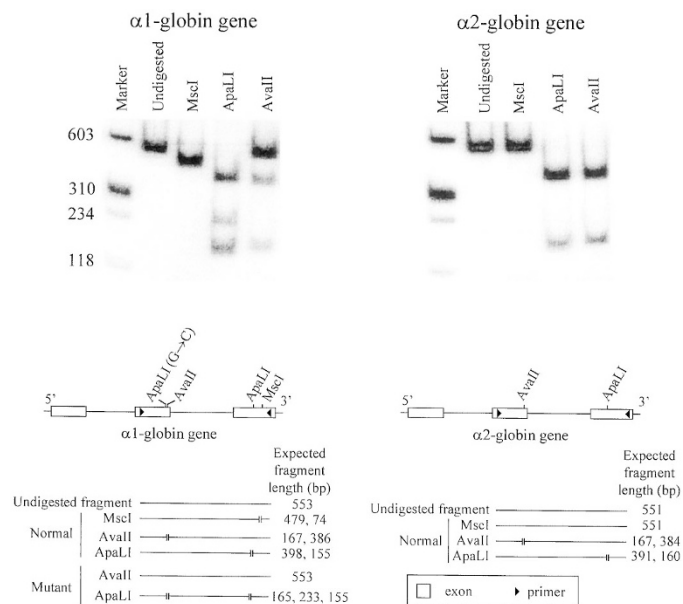 α1-globin gene
Marker
Undigested
MscI
ApaLI
AvaII
603
310
234
118
α2-globin gene
Marker
Undigested
MscI
ApaLI
AvaII
5'
ApaLI (G→C)
AvaII
ApaLI
MscI
3'
α1-globin gene
Expected
fragment
length (bp)
Undigested fragment 553
Normal
MscI 479, 74
AvaII 167, 386
ApaLI 398, 155
Mutant
AvaII 553
ApaLI 165, 233, 155
5'
AvaII
ApaLI
3'
α2-globin gene
Expected
fragment
length (bp)
Undigested fragment 551
Normal
MscI 551
AvaII 167, 384
ApaLI 391, 160
exon primer